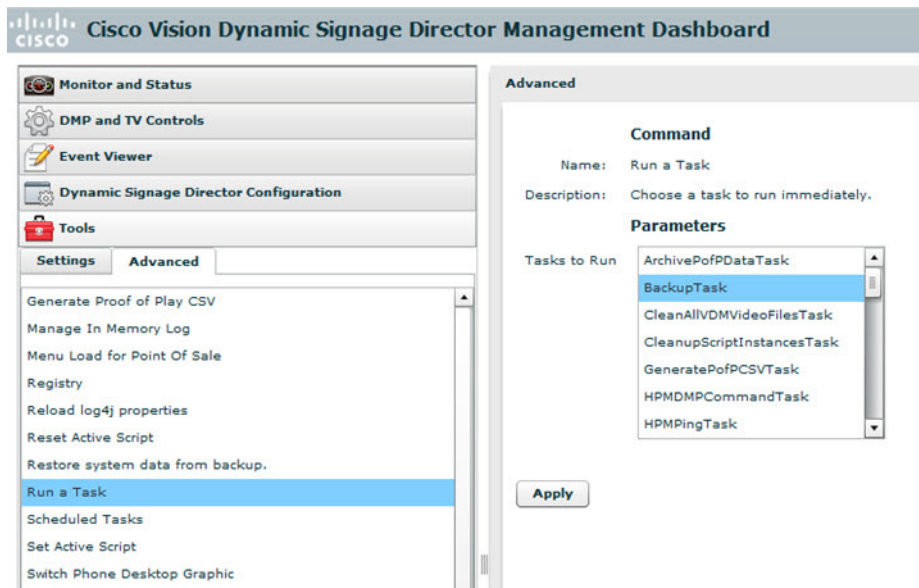 CISCO
Cisco Vision Dynamic Signage Director Management Dashboard
Monitor and Status
DMP and TV Controls
Event Viewer
Dynamic Signage Director Configuration
Tools
Settings
Advanced
Generate Proof of Play CSV
Manage In Memory Log
Menu Load for Point Of Sale
Registry
Reload log4j properties
Reset Active Script
Restore system data from backup.
Run a Task
Scheduled Tasks
Set Active Script
Switch Phone Desktop Graphic
Advanced
Command
Name: Run a Task
Description: Choose a task to run immediately.
Parameters
Tasks to Run
ArchivePofPDataTask
BackupTask
CleanAllVDMVideoFilesTask
CleanupScriptInstancesTask
GeneratePofPCSVTask
HPMDMPCommandTask
HPMPingTask
Apply